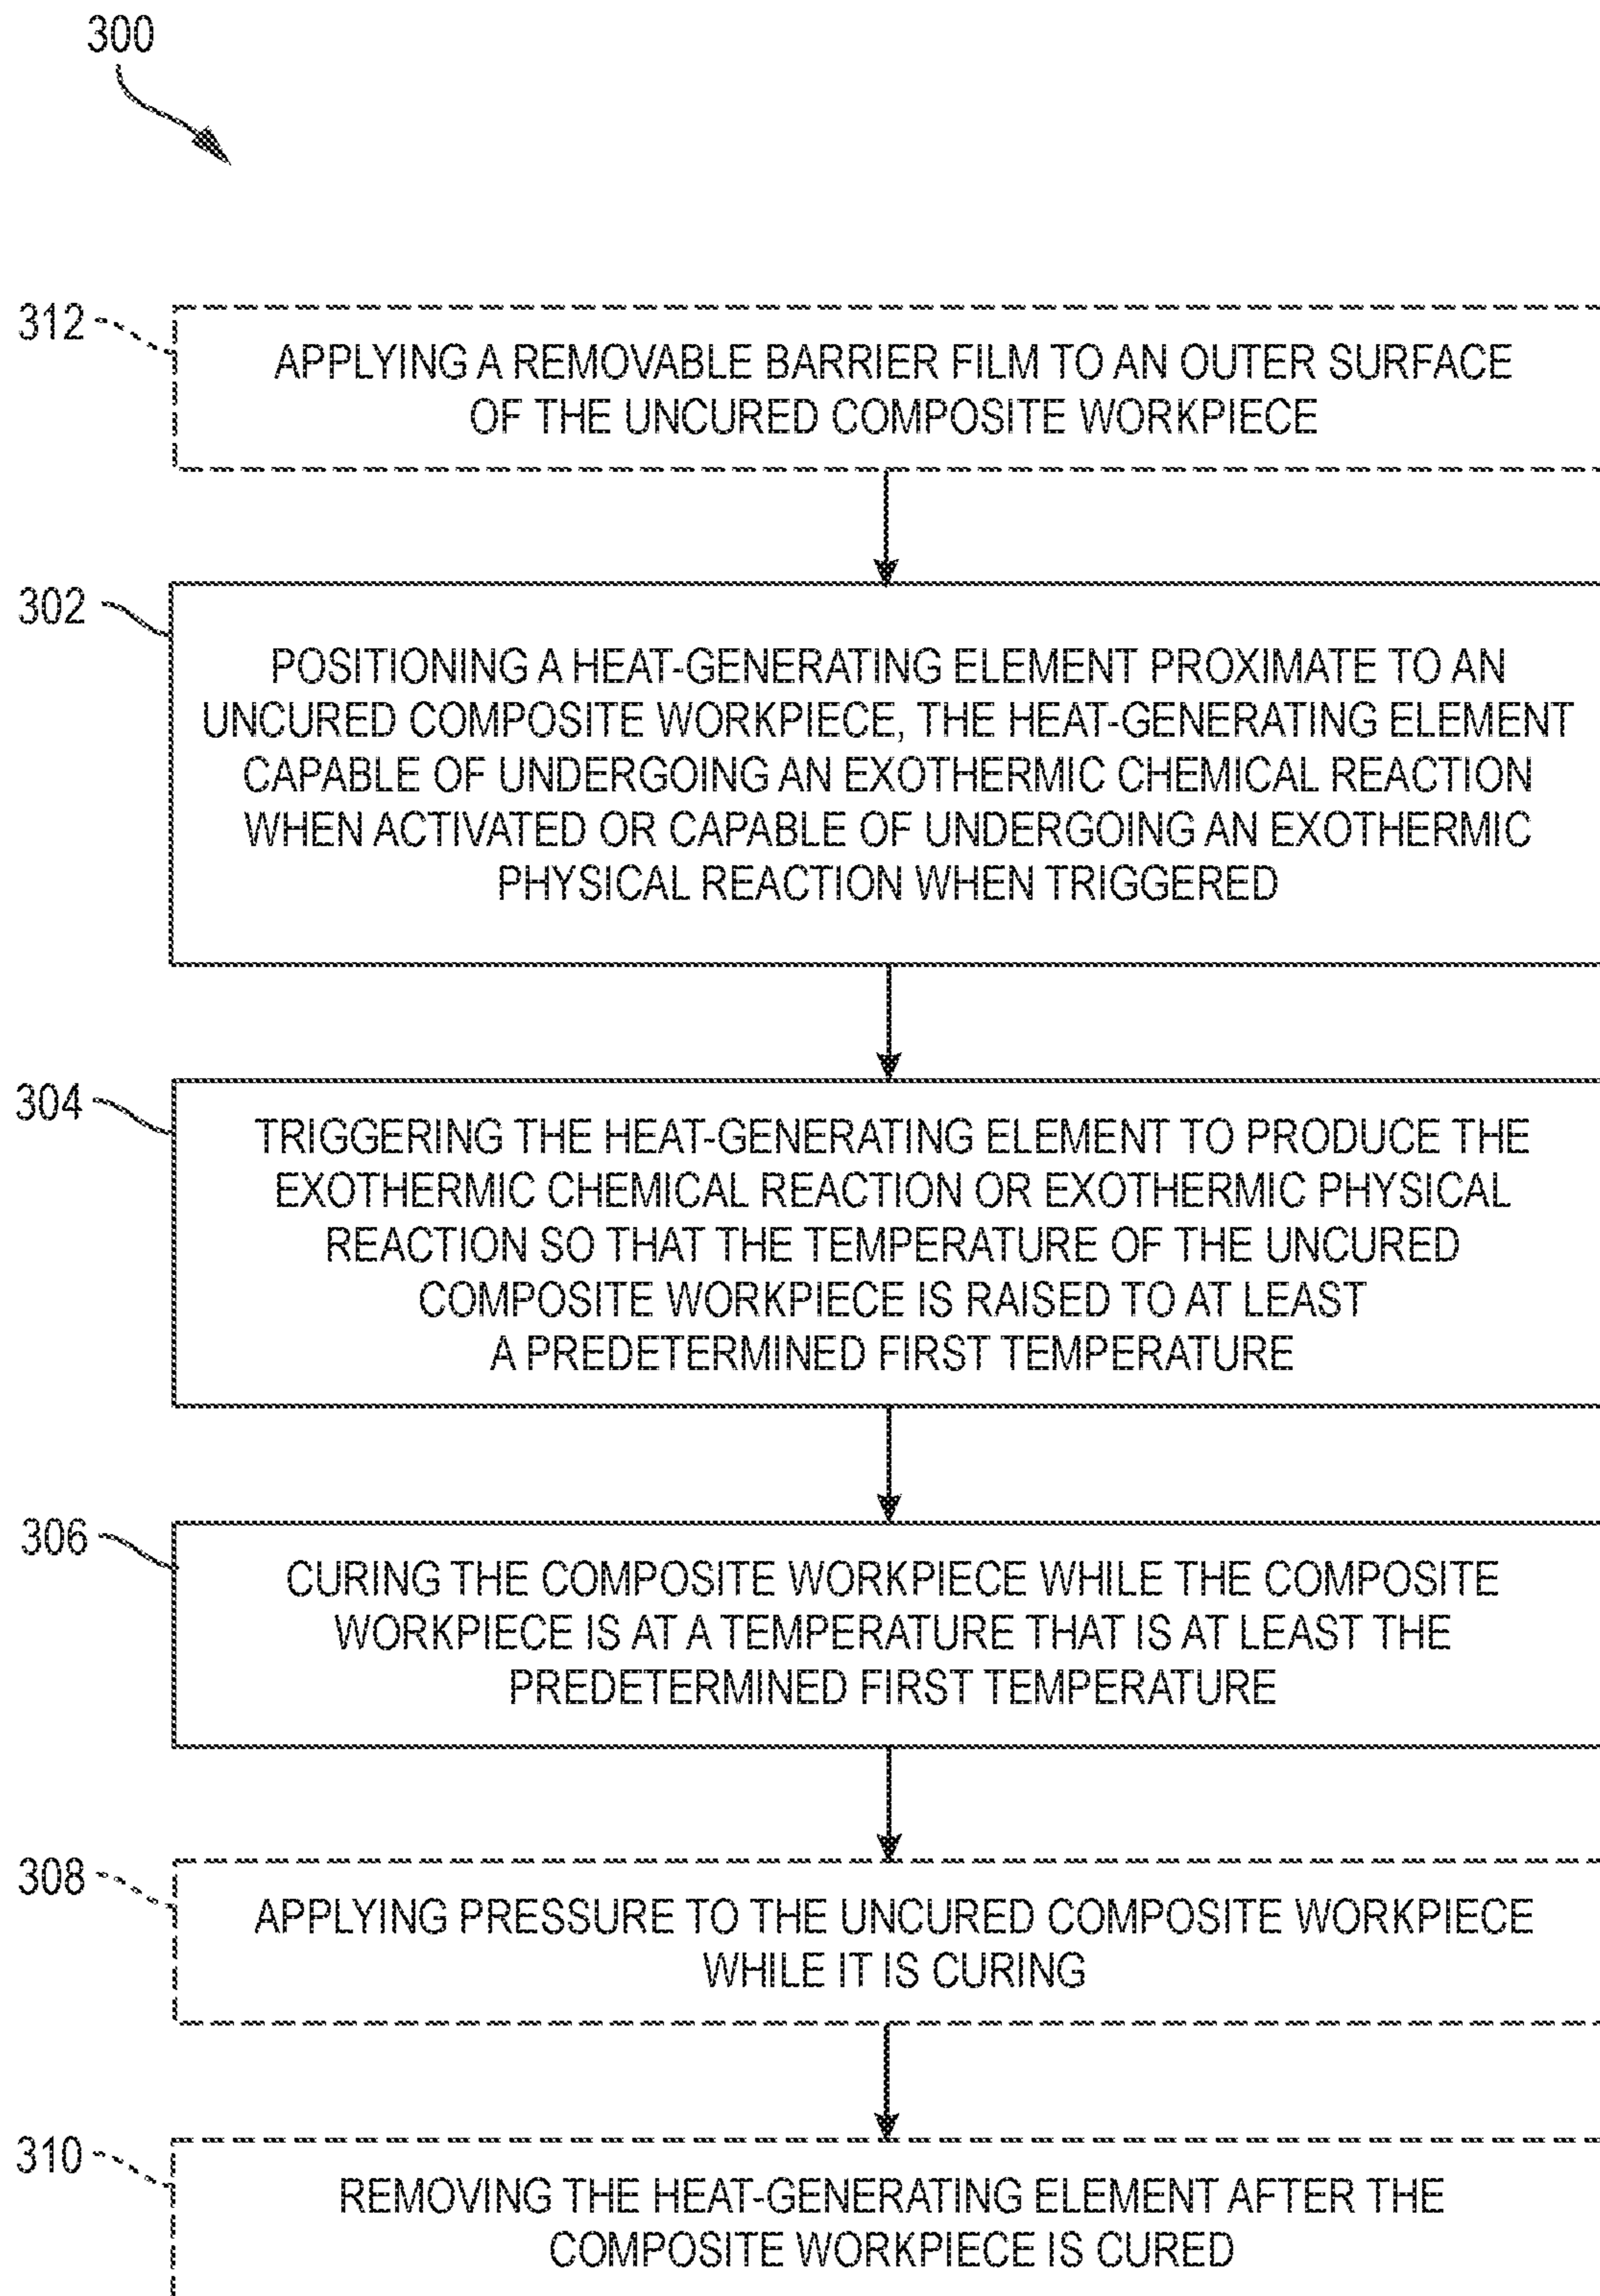 300
312
APPLYING A REMOVABLE BARRIER FILM TO AN OUTER SURFACE
OF THE UNCURED COMPOSITE WORKPIECE
302
POSITIONING A HEAT-GENERATING ELEMENT PROXIMATE TO AN
UNCURED COMPOSITE WORKPIECE, THE HEAT-GENERATING ELEMENT
CAPABLE OF UNDERGOING AN EXOTHERMIC CHEMICAL REACTION
WHEN ACTIVATED OR CAPABLE OF UNDERGOING AN EXOTHERMIC
PHYSICAL REACTION WHEN TRIGGERED
304
TRIGGERING THE HEAT-GENERATING ELEMENT TO PRODUCE THE
EXOTHERMIC CHEMICAL REACTION OR EXOTHERMIC PHYSICAL
REACTION SO THAT THE TEMPERATURE OF THE UNCURED
COMPOSITE WORKPIECE IS RAISED TO AT LEAST
A PREDETERMINED FIRST TEMPERATURE
306
CURING THE COMPOSITE WORKPIECE WHILE THE COMPOSITE
WORKPIECE IS AT A TEMPERATURE THAT IS AT LEAST THE
PREDETERMINED FIRST TEMPERATURE
308
APPLYING PRESSURE TO THE UNCURED COMPOSITE WORKPIECE
WHILE IT IS CURING
310
REMOVING THE HEAT-GENERATING ELEMENT AFTER THE
COMPOSITE WORKPIECE IS CURED